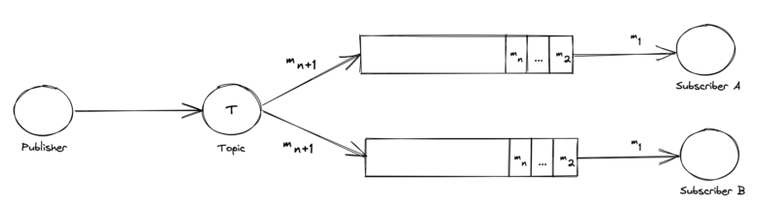 Publisher
T
Topic
m n+1
m n+1
m n ... m 2
m 1
Subscriber A
m n ... m 2
m 1
Subscriber B